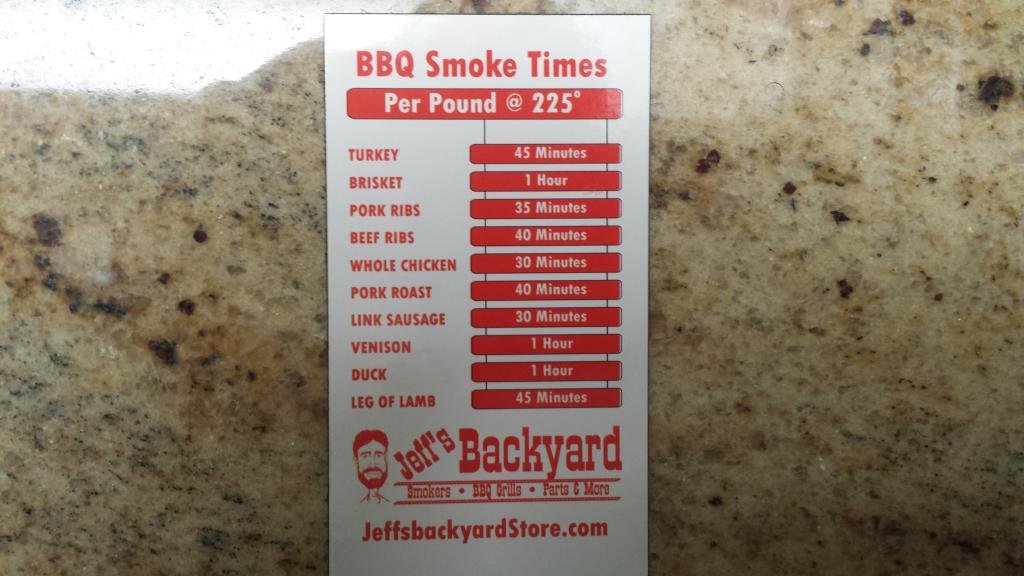 BBQ Smoke Times
Per Pound @ 225°
TURKEY 45 Minutes
BRISKET 1 Hour
PORK RIBS 35 Minutes
BEEF RIBS 40 Minutes
WHOLE CHICKEN 30 Minutes
PORK ROAST 40 Minutes
LINK SAUSAGE 30 Minutes
VENISON 1 Hour
DUCK 1 Hour
LEG OF LAMB 45 Minutes
Jeff's Backyard
Smokers • BBQ Grills • Parts & More
JeffsbackyardStore.com